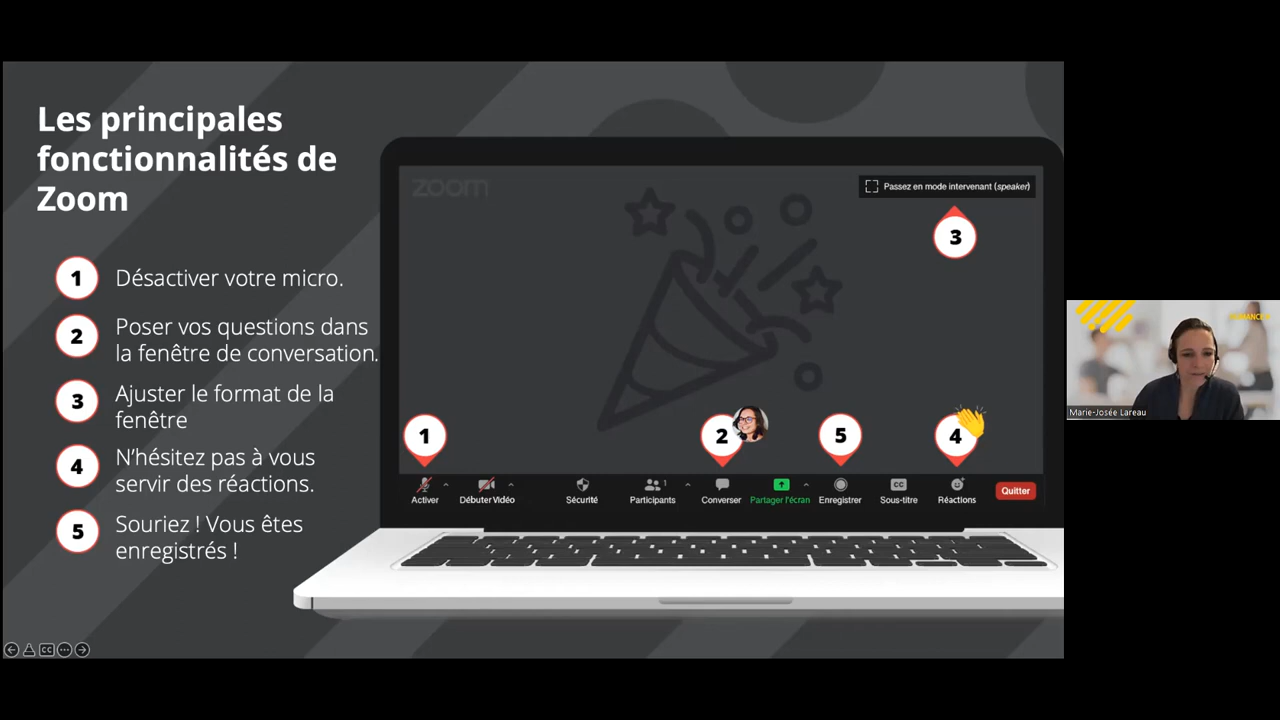 Les principales
fonctionnalités de
Zoom
1 Désactiver votre micro.
2 Poser vos questions dans
la fenêtre de conversation.
3 Ajuster le format de la
fenêtre
4 N'hésitez pas à vous
servir des réactions.
5 Souriez ! Vous êtes
enregistrés !
zoom
Passez en mode intervenant (speaker)
3
1
2
5
4
Activer
Débuter Vidéo
Sécurité
1
Participants
Converser
Partager l'écran
Enregistrer
CC
Sous-titre
Réactions
Quitter
CC
Marie-Josée Lareau